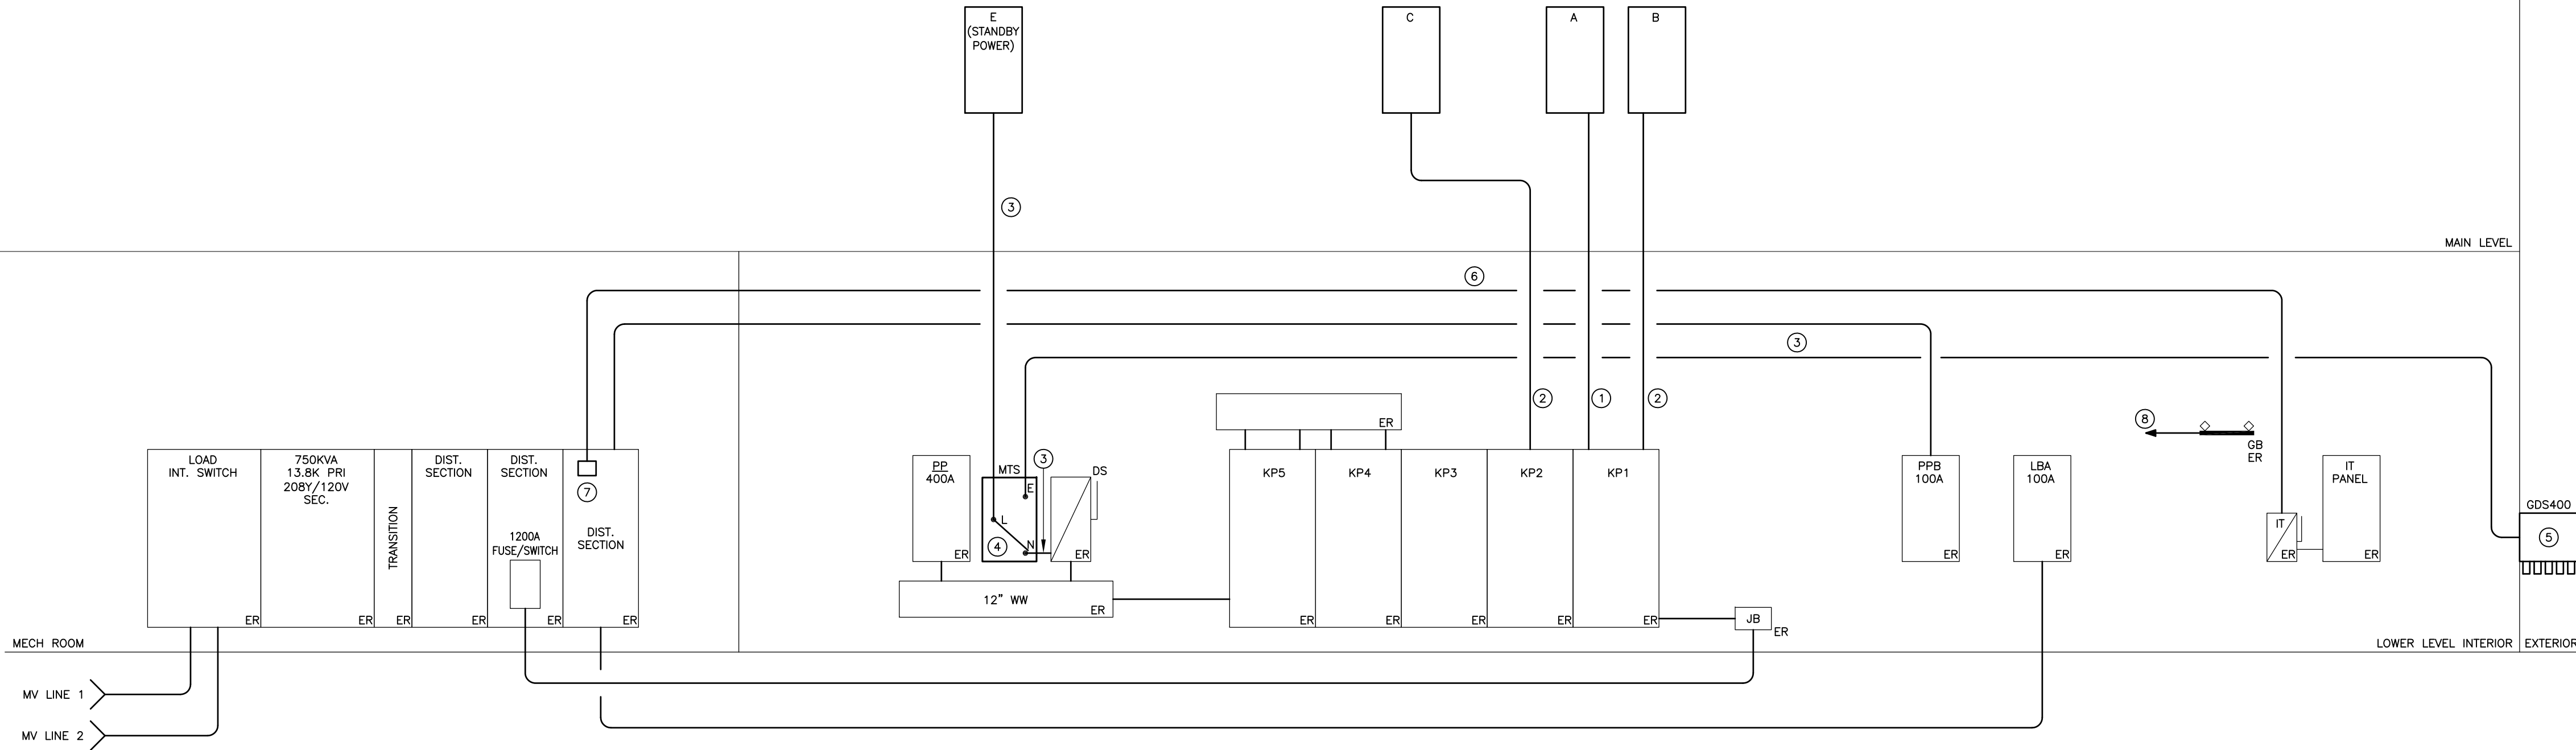 E
(STANDBY
POWER)
C
A
B
3
MAIN LEVEL
6
3
2
1
2
8
GB
ER
LOAD
INT. SWITCH
ER
750KVA
13.8K PRI
208Y/120V
SEC.
ER
TRANSITION
ER
DIST.
SECTION
ER
DIST.
SECTION
1200A
FUSE/SWITCH
ER
7
DIST.
SECTION
ER
PP
400A
ER
MTS
E
L
N
4
3
DS
ER
12" WW
ER
ER
KP5
ER
KP4
ER
KP3
ER
KP2
ER
KP1
ER
JB
ER
PPB
100A
ER
LBA
100A
ER
IT
ER
IT
PANEL
ER
GDS400
5
MECH ROOM
LOWER LEVEL INTERIOR
EXTERIOR
MV LINE 1
MV LINE 2